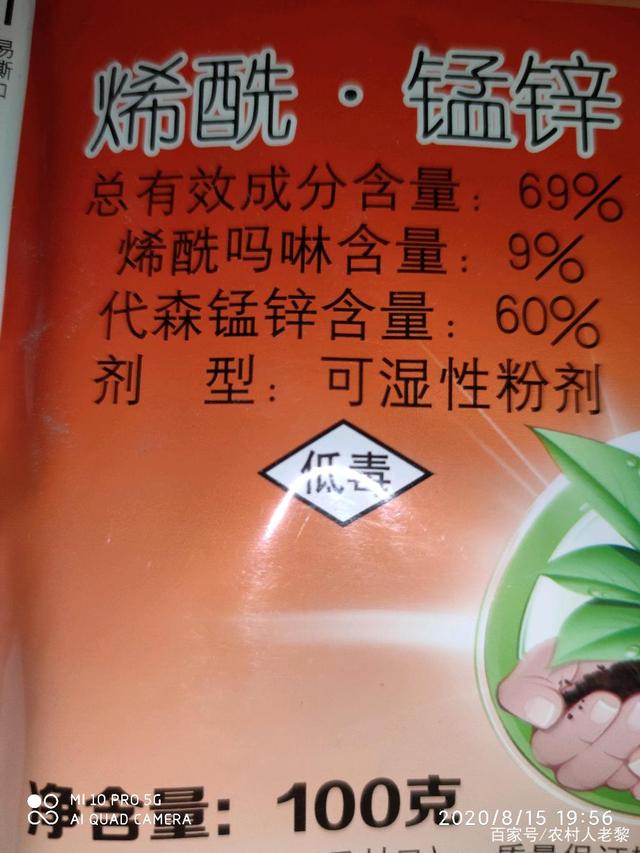 易
撕
口
烯酰·锰锌
总有效成分含量：69%
烯酰吗啉含量：9%
代森锰锌含量：60%
剂 型：可湿性粉剂
低毒
净含量：100克
MI 10 PRO 5G
AI QUAD CAMERA
2020/8/15 19:56
百家号/农村人老黎